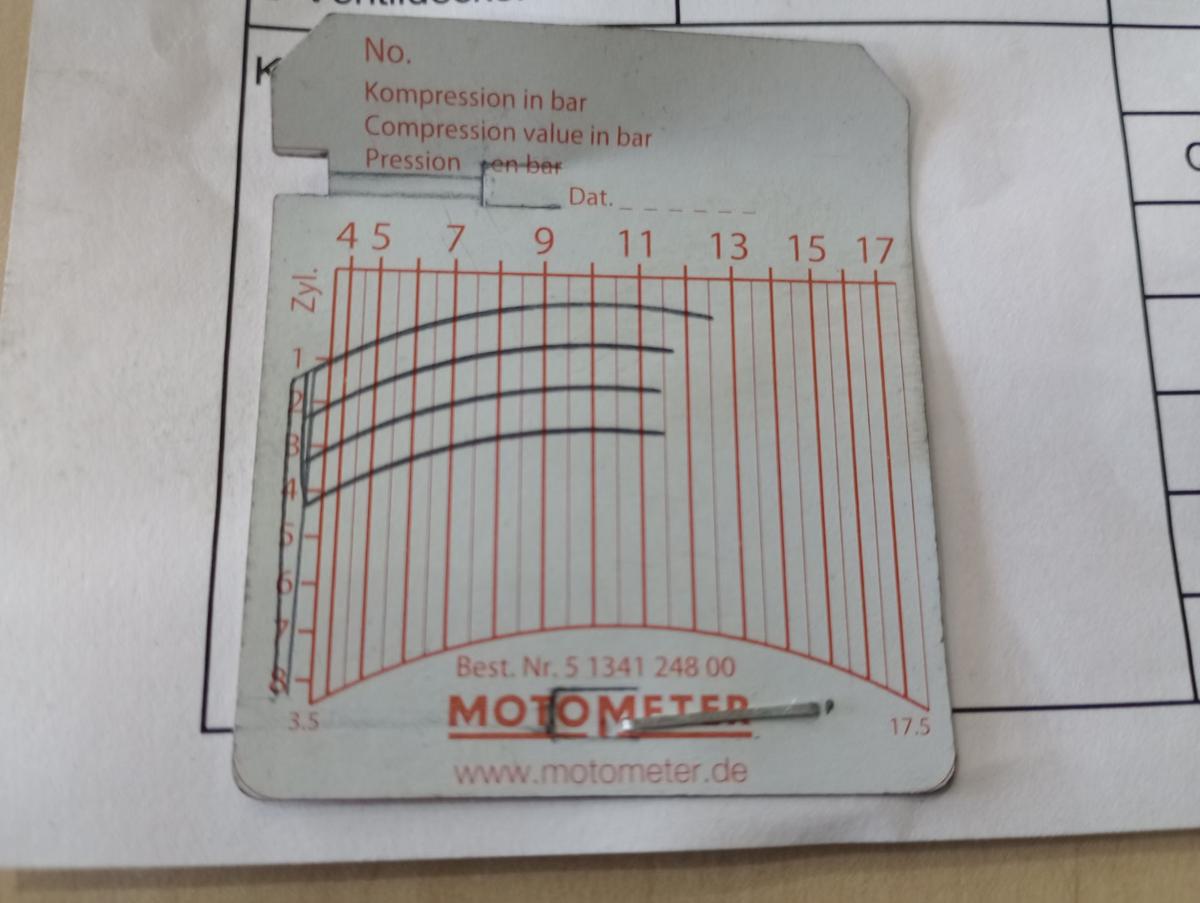 No.
Kompression in bar
Compression value in bar
Pression en bar
Dat. _ _ _ _ _ _
4 5 7 9 11 13 15 17
Zyl.
1
2
3
4
5
6
7
8
3.5
17.5
Best. Nr. 5 1341 248 00
MOTOMETER
www.motometer.de